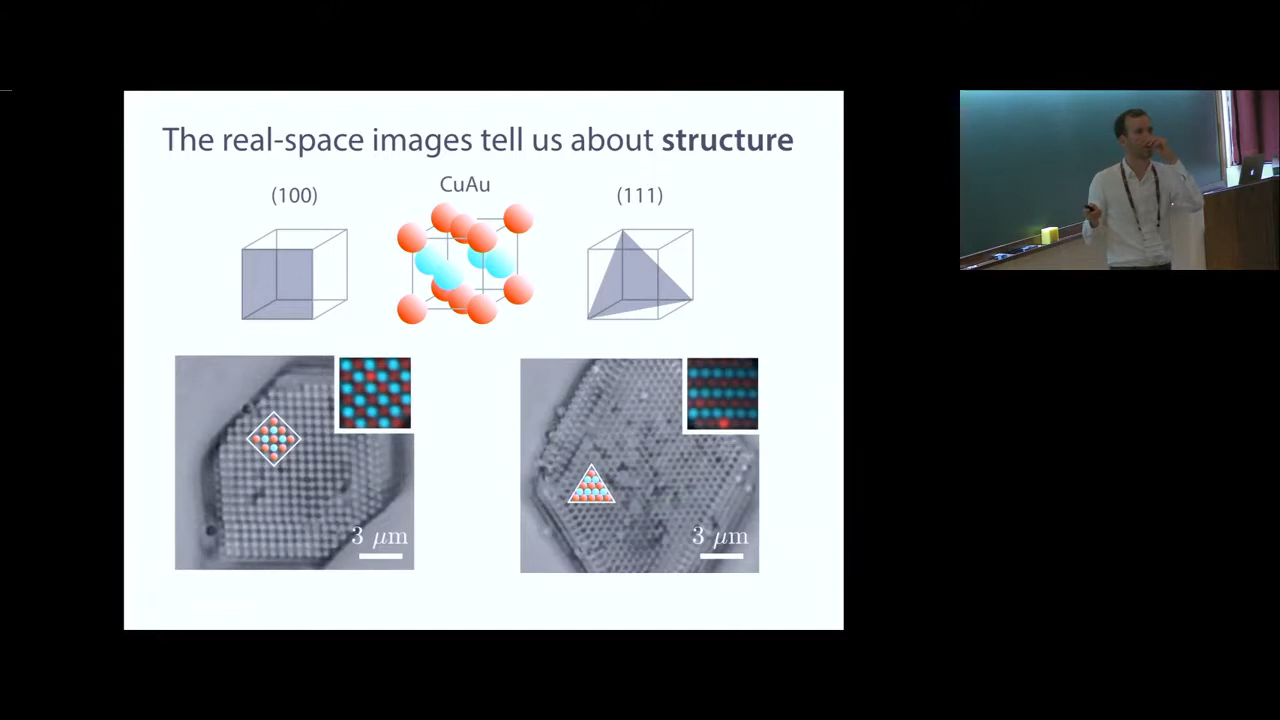 The real-space images tell us about structure
(100)
CuAu
(111)
3 μm
3 μm